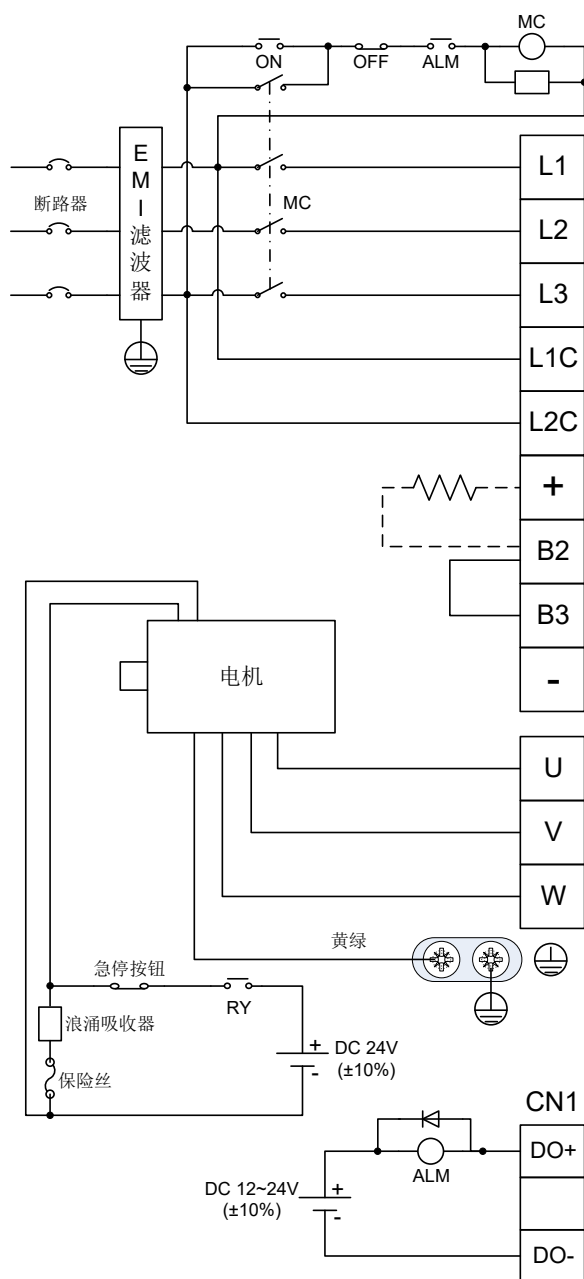 MC
ON
OFF
ALM
E
M
I
滤
波
器
断路器
MC
L1
L2
L3
L1C
L2C
+
B2
B3
-
电机
U
V
W
黄绿
急停按钮
RY
浪涌吸收器
保险丝
+
-
DC 24V
(±10%)
CN1
DO+
ALM
DC 12~24V
(±10%)
+
-
DO-